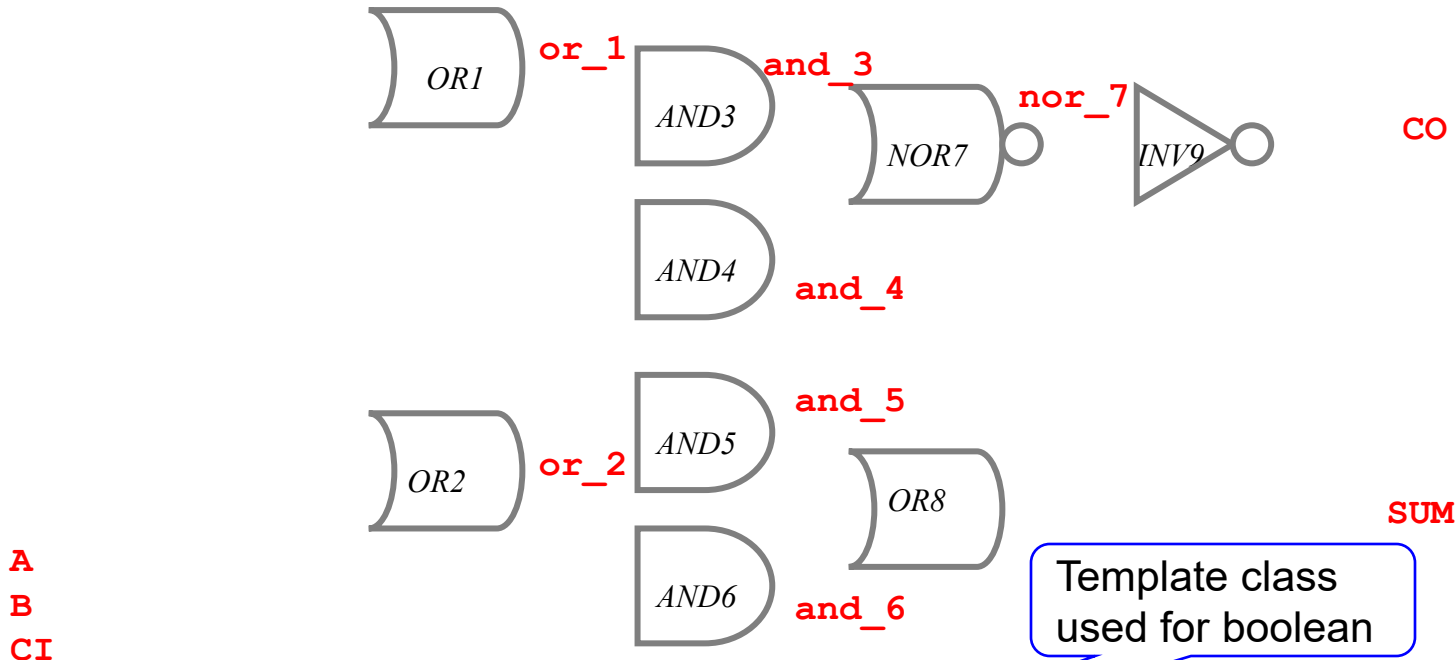 or_1
OR1
and_3
AND3
nor_7
NOR7
INV9
CO
AND4
and_4
and_5
AND5
OR2
or_2
OR8
SUM
A
B
CI
AND6
and_6
Template class
used for boolean